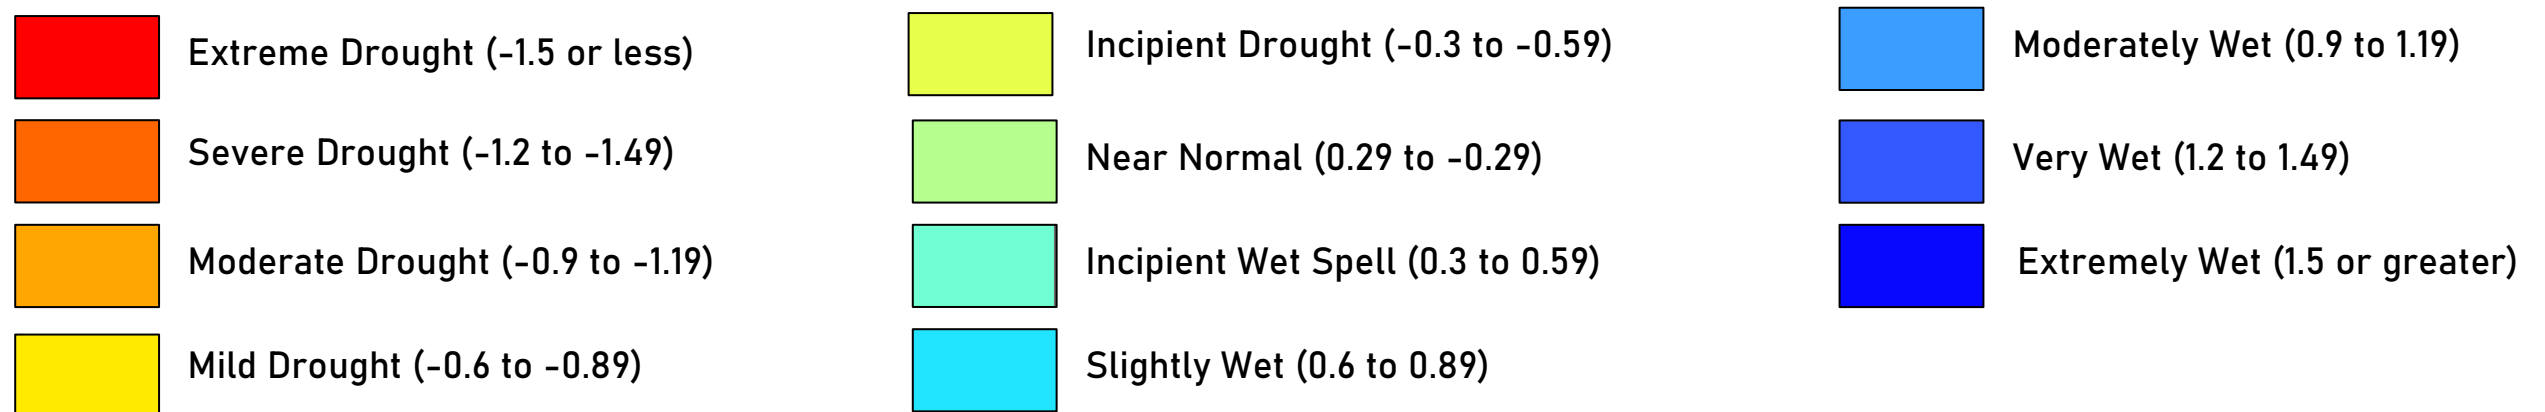 Extreme Drought (-1.5 or less)
Severe Drought (-1.2 to -1.49)
Moderate Drought (-0.9 to -1.19)
Mild Drought (-0.6 to -0.89)
Incipient Drought (-0.3 to -0.59)
Near Normal (0.29 to -0.29)
Incipient Wet Spell (0.3 to 0.59)
Slightly Wet (0.6 to 0.89)
Moderately Wet (0.9 to 1.19)
Very Wet (1.2 to 1.49)
Extremely Wet (1.5 or greater)